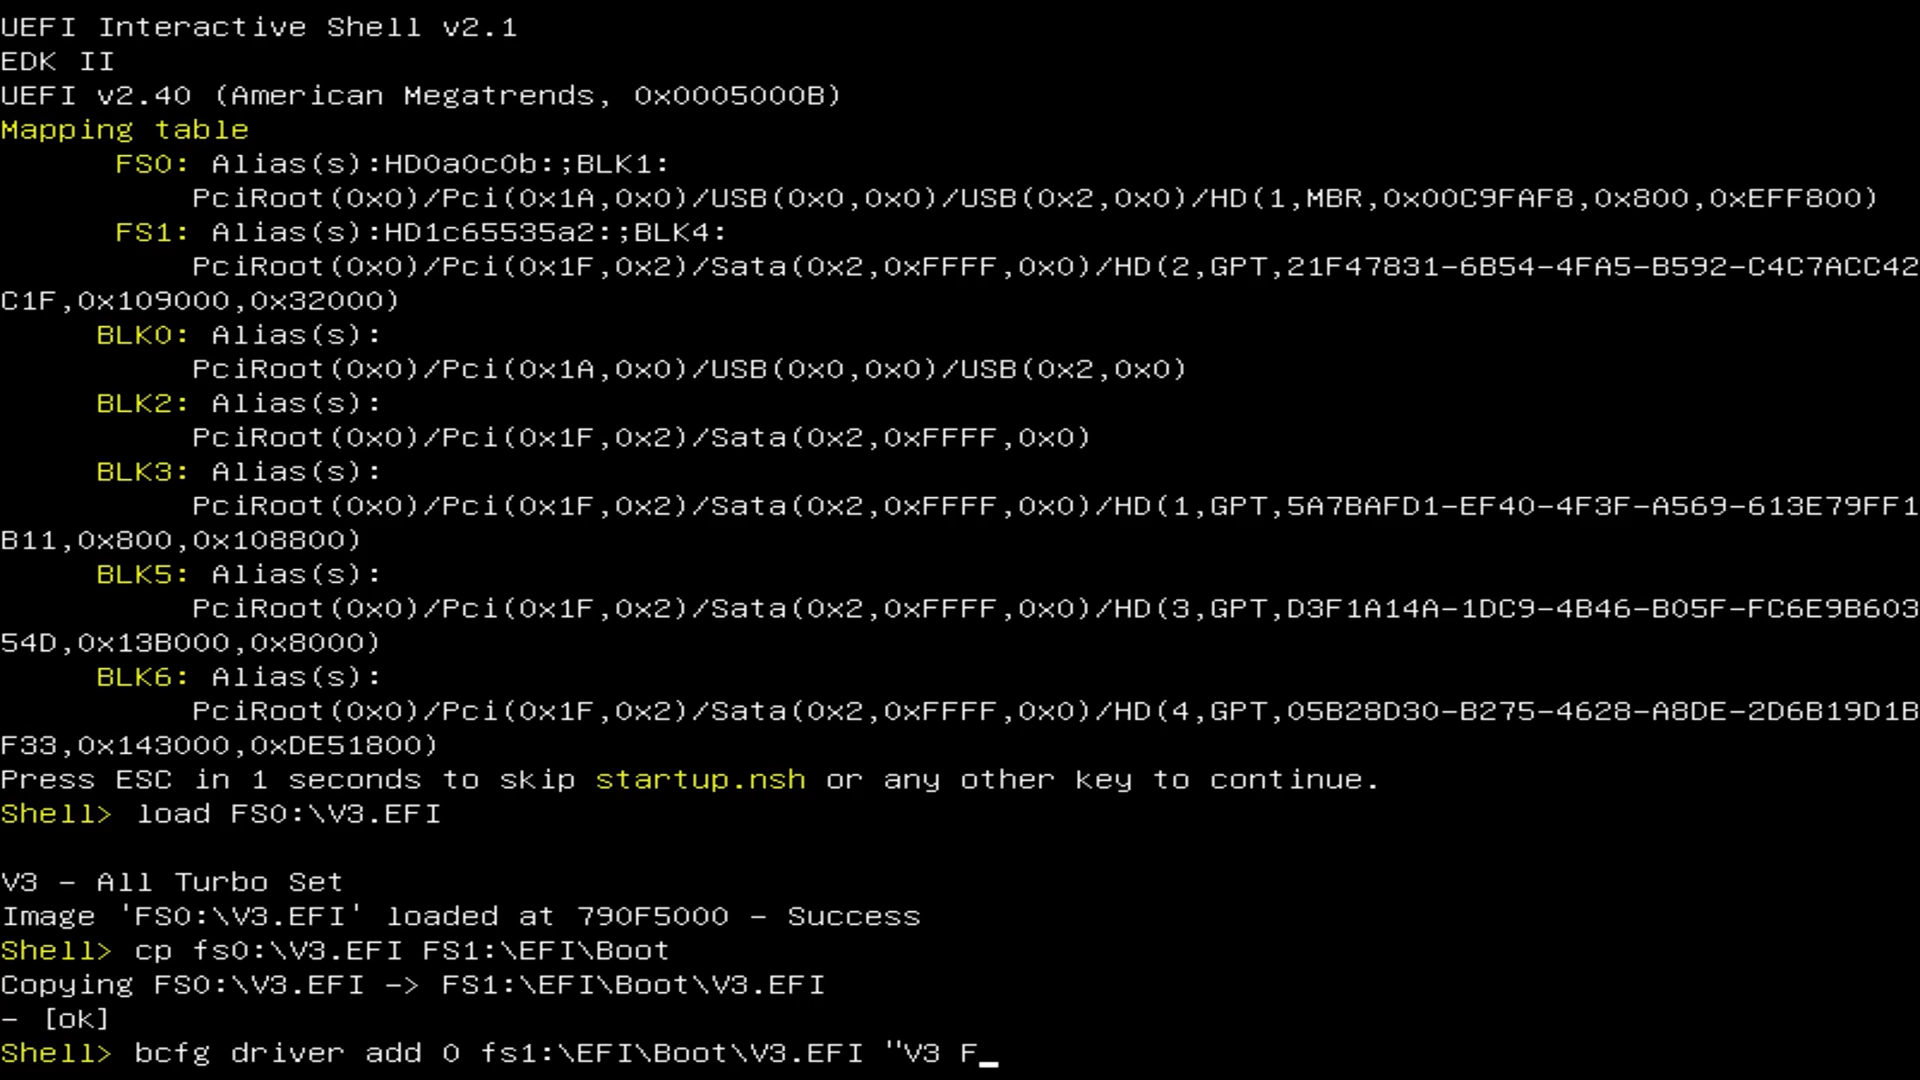 UEFI Interactive Shell v2.1
EDK II
UEFI v2.40 (American Megatrends, 0x0005000B)
Mapping table
FS0: Alias(s):HD0a0c0b:;BLK1:
PciRoot(0x0)/Pci(0x1A,0x0)/USB(0x0,0x0)/USB(0x2,0x0)/HD(1,MBR,0x00C9FAF8,0x800,0xEFF800)
FS1: Alias(s):HD1c65535a2:;BLK4:
PciRoot(0x0)/Pci(0x1F,0x2)/Sata(0x2,0xFFFF,0x0)/HD(2,GPT,21F47831-6B54-4FA5-B592-C4C7ACC42
C1F,0x109000,0x32000)
BLK0: Alias(s):
PciRoot(0x0)/Pci(0x1A,0x0)/USB(0x0,0x0)/USB(0x2,0x0)
BLK2: Alias(s):
PciRoot(0x0)/Pci(0x1F,0x2)/Sata(0x2,0xFFFF,0x0)
BLK3: Alias(s):
PciRoot(0x0)/Pci(0x1F,0x2)/Sata(0x2,0xFFFF,0x0)/HD(1,GPT,5A7BAFD1-EF40-4F3F-A569-613E79FF1
B11,0x800,0x108800)
BLK5: Alias(s):
PciRoot(0x0)/Pci(0x1F,0x2)/Sata(0x2,0xFFFF,0x0)/HD(3,GPT,D3F1A14A-1DC9-4B46-B05F-FC6E9B603
54D,0x13B000,0x8000)
BLK6: Alias(s):
PciRoot(0x0)/Pci(0x1F,0x2)/Sata(0x2,0xFFFF,0x0)/HD(4,GPT,05B28D30-B275-4628-A8DE-2D6B19D1B
F33,0x143000,0xDE51800)
Press ESC in 1 seconds to skip startup.nsh or any other key to continue.
Shell> load FS0:\V3.EFI
V3 - All Turbo Set
Image 'FS0:\V3.EFI' loaded at 790F5000 - Success
Shell> cp fs0:\V3.EFI FS1:\EFI\Boot
Copying FS0:\V3.EFI -> FS1:\EFI\Boot\V3.EFI
- [ok]
Shell> bcfg driver add 0 fs1:\EFI\Boot\V3.EFI "V3 F_